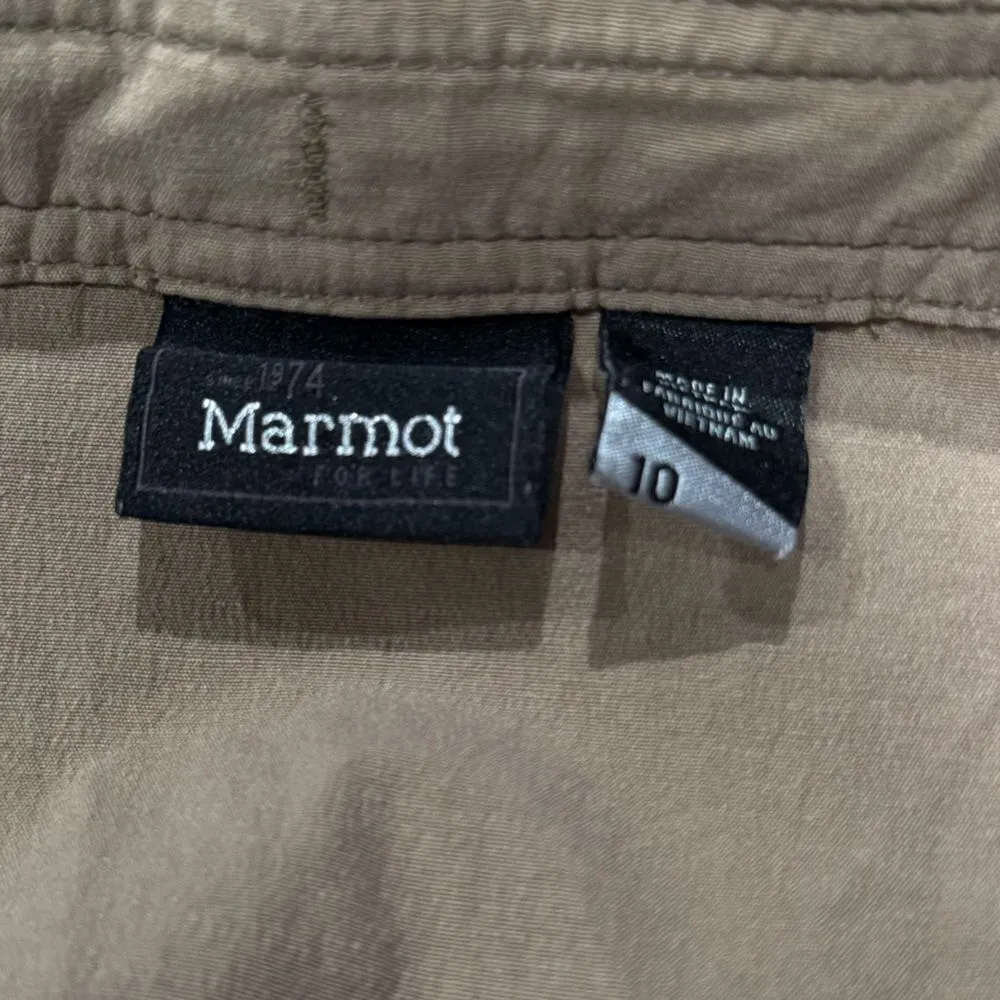 since 1974
Marmot
FOR LIFE
MADE IN
FABRIQUÉ AU
VIETNAM
10